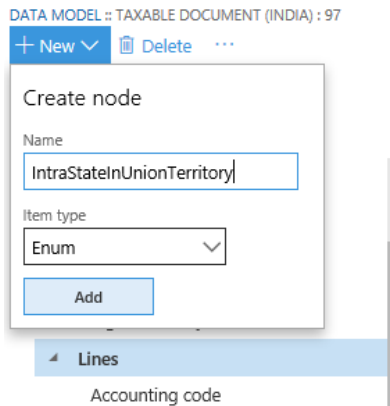 DATA MODEL :: TAXABLE DOCUMENT (INDIA) : 97
+ New Delete ···
Create node
Name
IntraStateInUnionTerritory
Item type
Enum
Add
Lines
Accounting code